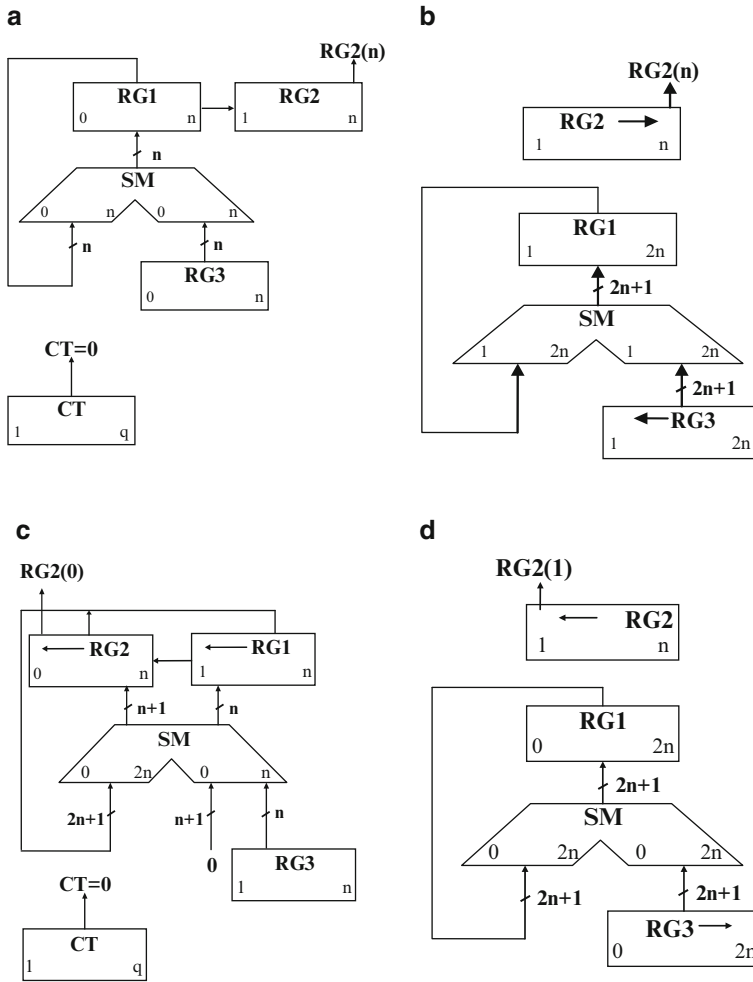 a
RG2(n)
RG1
0 n
RG2
1 n
n
SM
0 n 0 n
n
n
RG3
0 n
CT=0
CT
1 q
b
RG2(n)
RG2
1 n
RG1
1 2n
2n+1
SM
1 2n 1 2n
2n+1
RG3
1 2n
c
RG2(0)
RG2
0 n
RG1
1 n
n+1
n
SM
0 2n 0 n
2n+1
n+1
n
0
RG3
1 n
CT=0
CT
1 q
d
RG2(1)
RG2
1 n
RG1
0 2n
2n+1
SM
0 2n 0 2n
2n+1
2n+1
RG3
0 2n